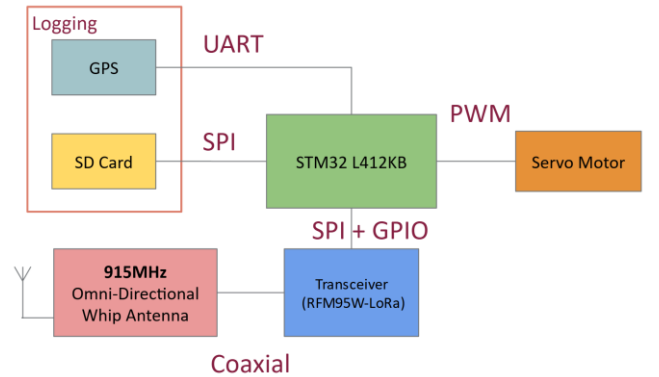 Logging
GPS
UART
SD Card
SPI
STM32 L412KB
PWM
Servo Motor
SPI + GPIO
915MHz
Omni-Directional
Whip Antenna
Transceiver
(RFM95W-LoRa)
Coaxial